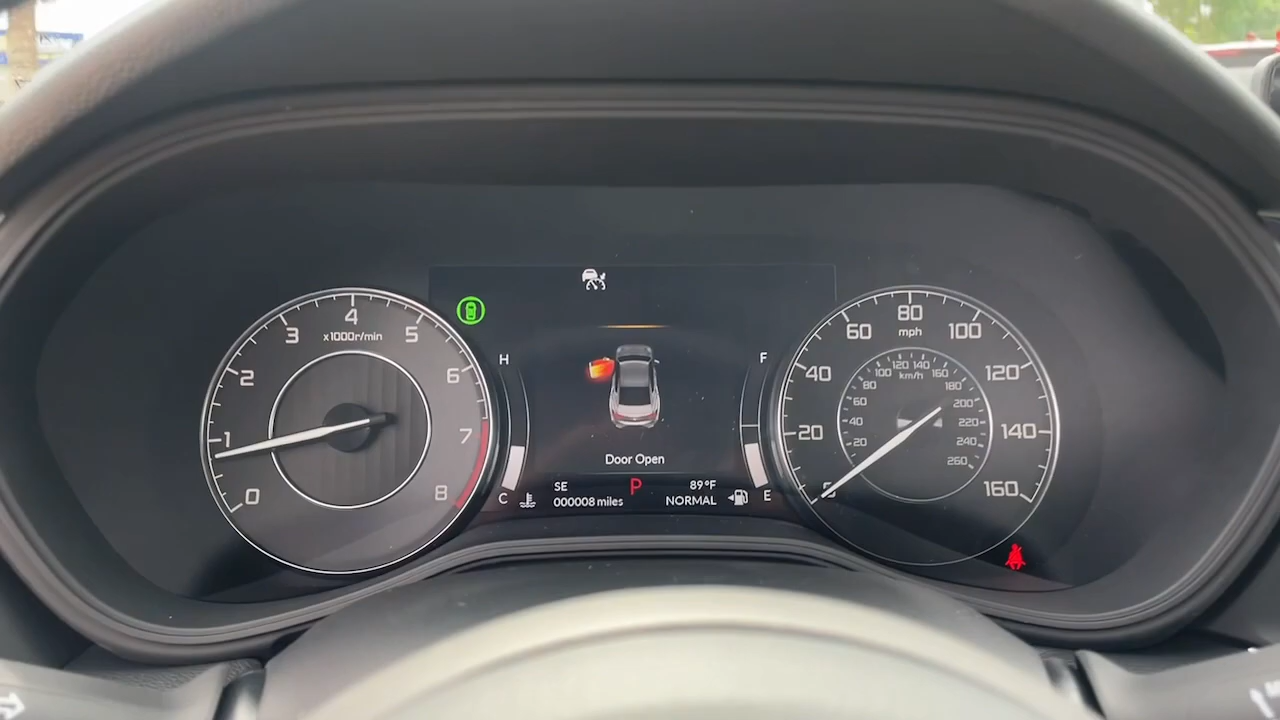 0
1
2
3
4
5
6
7
8
x1000r/min
H
C
Door Open
SE
000008 miles
P
89°F
NORMAL
F
E
20
40
60
80
100
120
140
160
mph
km/h
20
40
60
80
100
120
140
160
180
200
220
240
260